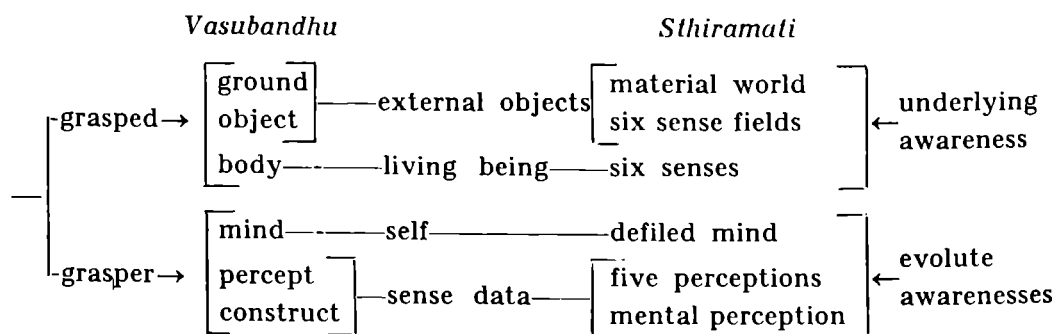 Vasubandhu Sthiramati
ground material world
grasped→ external objects underlying
object six sense fields ← awareness
body living being six senses
mind self defiled mind
grasper→ percept five perceptions evolute
sense data ←
construct mental perception awarenesses